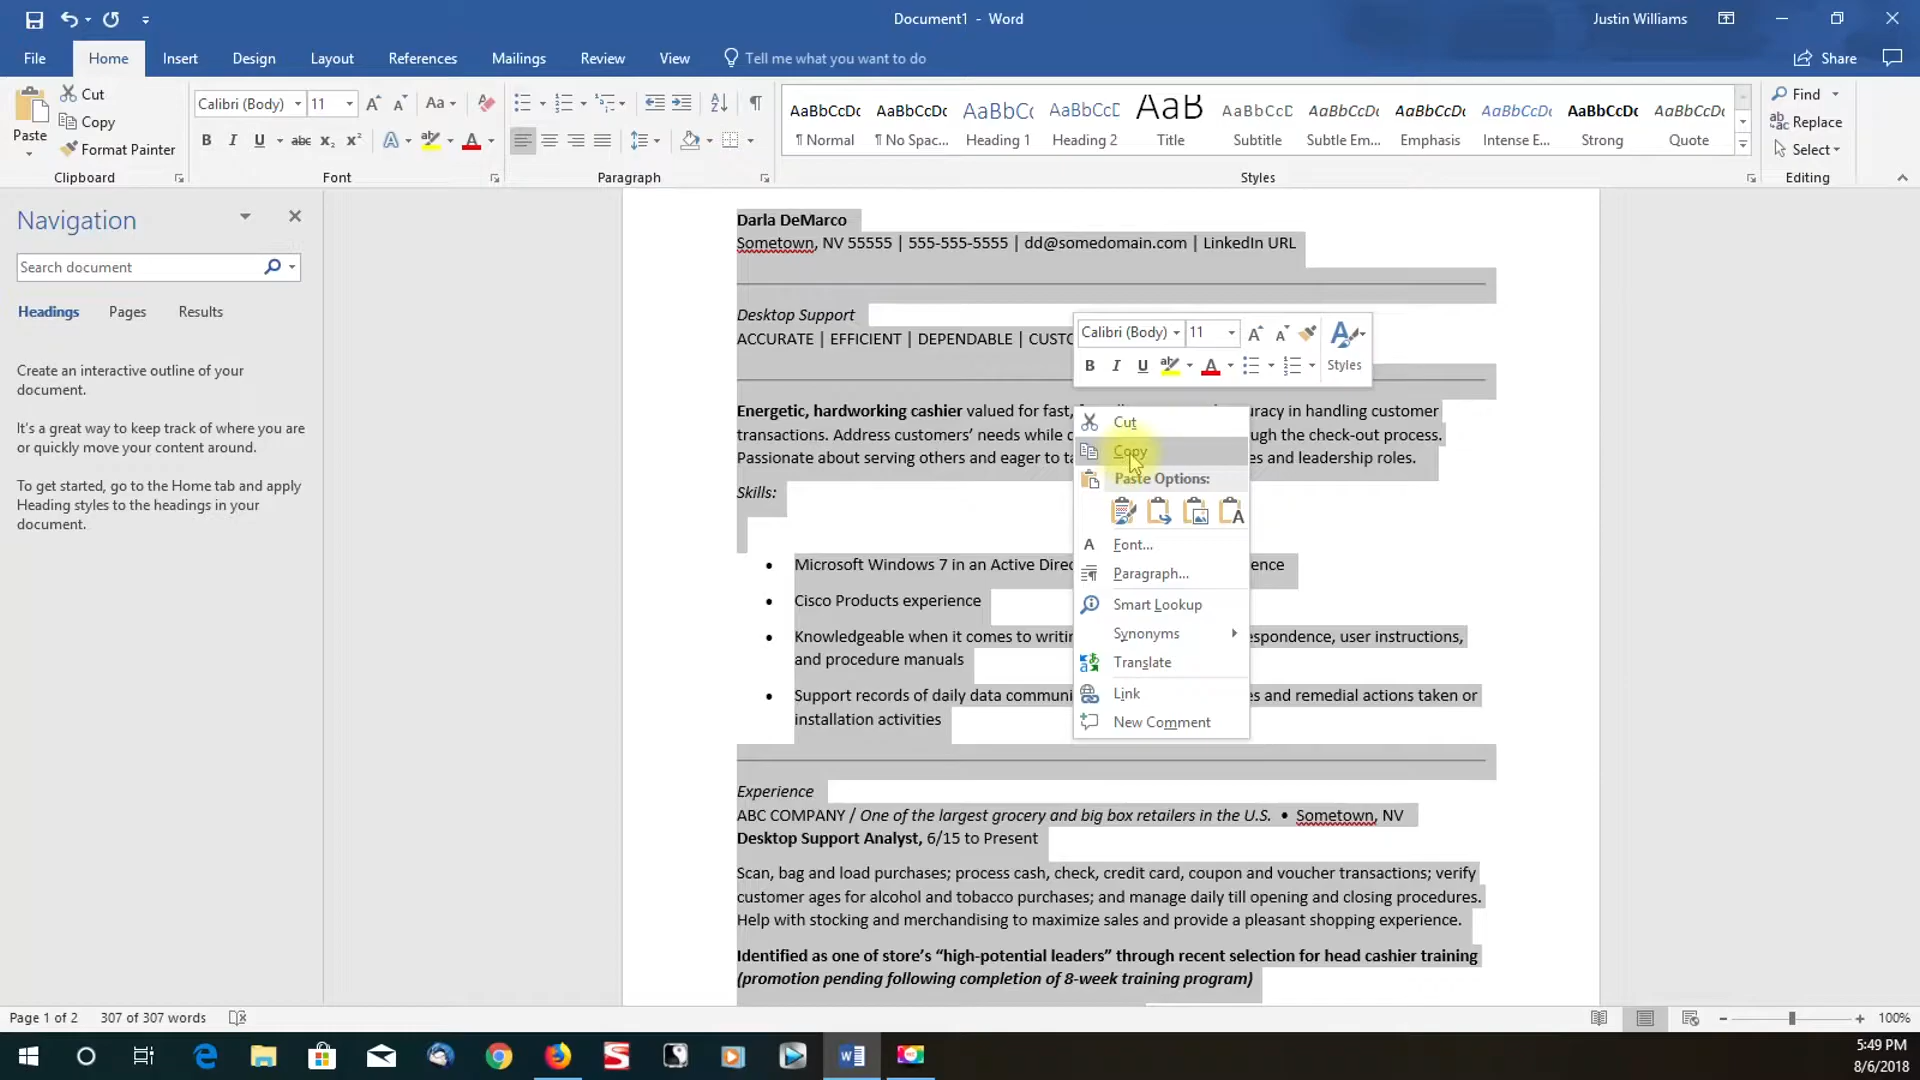 Document1 - Word
Justin Williams
File Home Insert Design Layout References Mailings Review View Tell me what you want to do
Share
Paste
Cut
Copy
Format Painter
Clipboard
Calibri (Body) 11
Aa
B I U abc x₂ x²
Font
Paragraph
AaBbCcDc AaBbCcDc AaBbCc AaBbCcD AaB AaBbCcD AaBbCcDc AaBbCcDc AaBbCcDc AaBbCcDc AaBbCcDc
¶ Normal ¶ No Spac... Heading 1 Heading 2 Title Subtitle Subtle Em... Emphasis Intense E... Strong Quote
Styles
Find
Replace
Select
Editing
Navigation
Search document
Headings Pages Results
Create an interactive outline of your
document.
It's a great way to keep track of where you are
or quickly move your content around.
To get started, go to the Home tab and apply
Heading styles to the headings in your
document.
Darla DeMarco
Sometown, NV 55555 | 555-555-5555 | dd@somedomain.com | LinkedIn URL
Desktop Support
ACCURATE | EFFICIENT | DEPENDABLE |
Energetic, hardworking cashier valued for fast, in handling customer
transactions. Address customers’ needs while the check-out process.
Passionate about serving others and eager to and leadership roles.
Skills:
• Microsoft Windows 7 in an Active
• Cisco Products experience
• Knowledgeable when it comes to user instructions,
and procedure manuals
• Support records of daily data and remedial actions taken or
installation activities
Experience
ABC COMPANY / One of the largest grocery and big box retailers in the U.S. • Sometown, NV
Desktop Support Analyst, 6/15 to Present
Scan, bag and load purchases; process cash, check, credit card, coupon and voucher transactions; verify
customer ages for alcohol and tobacco purchases; and manage daily till opening and closing procedures.
Help with stocking and merchandising to maximize sales and provide a pleasant shopping experience.
Identified as one of store’s “high-potential leaders” through recent selection for head cashier training
(promotion pending following completion of 8-week training program)
Calibri (Body) 11
B I U
Styles
Cut
Copy
Paste Options:
Font...
Paragraph...
Smart Lookup
Synonyms
Translate
Link
New Comment
Page 1 of 2 307 of 307 words
100%
5:49 PM
8/6/2018